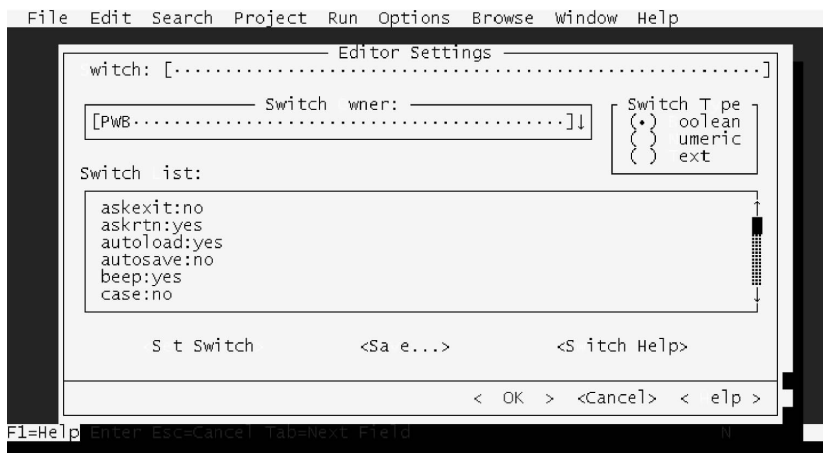 File Edit Search Project Run Options Browse Window Help
Editor Settings
witch: [·························································]
Switch wner:
[PWB·········································]↓
Switch T pe
(•) oolean
( ) umeric
( ) ext
Switch ist:
askexit:no
askrtn:yes
autoload:yes
autosave:no
beep:yes
case:no
S t Switch <Sa e...> <S itch Help>
< OK > <Cancel> < elp >
F1=Help Enter Esc=Cancel Tab=Next Field N